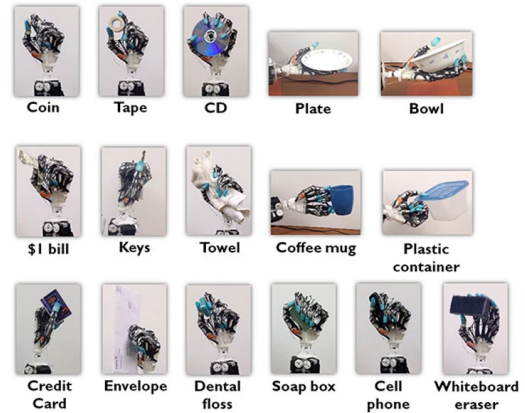 Coin
Tape
CD
Plate
Bowl
$1 bill
Keys
Towel
Coffee mug
Plastic
container
Credit
Card
Envelope
Dental
floss
Soap box
Cell
phone
Whiteboard
eraser